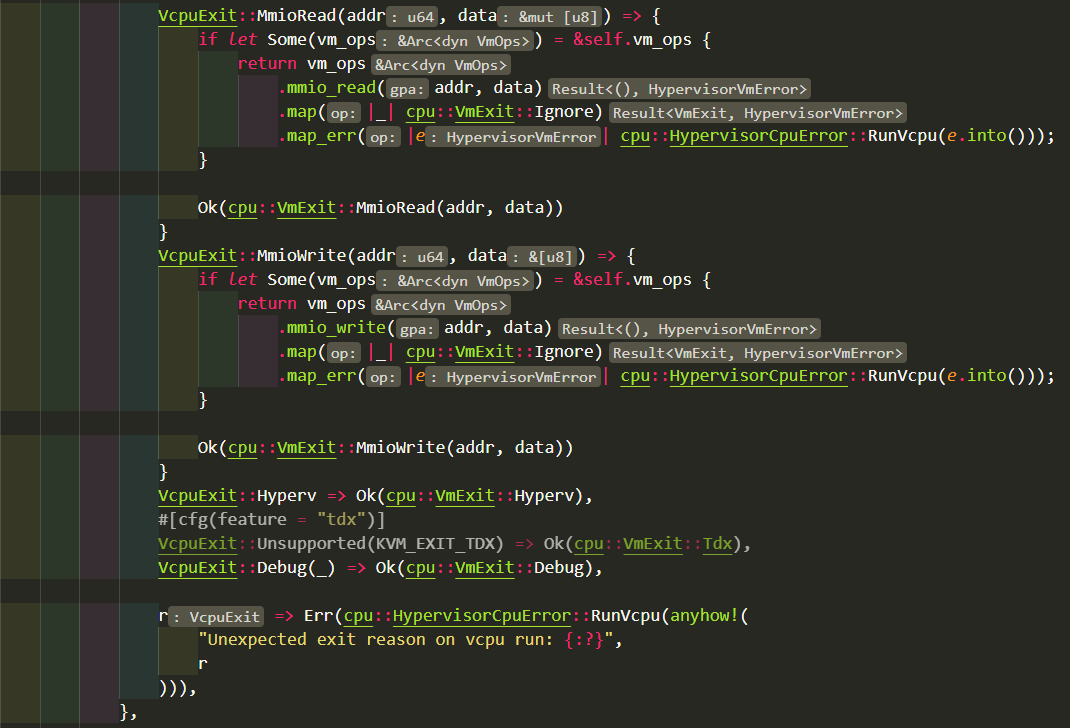 VcpuExit::MmioRead(addr: u64, data: &mut [u8]) => {
if let Some(vm_ops: &Arc<dyn VmOps>) = &self.vm_ops {
return vm_ops &Arc<dyn VmOps>
.mmio_read(gpa: addr, data) Result<(), HypervisorVmError>
.map(op: |_| cpu::VmExit::Ignore) Result<VmExit, HypervisorVmError>
.map_err(op: |e: HypervisorVmError| cpu::HypervisorCpuError::RunVcpu(e.into()));
}
Ok(cpu::VmExit::MmioRead(addr, data))
}
VcpuExit::MmioWrite(addr: u64, data: &[u8]) => {
if let Some(vm_ops: &Arc<dyn VmOps>) = &self.vm_ops {
return vm_ops &Arc<dyn VmOps>
.mmio_write(gpa: addr, data) Result<(), HypervisorVmError>
.map(op: |_| cpu::VmExit::Ignore) Result<VmExit, HypervisorVmError>
.map_err(op: |e: HypervisorVmError| cpu::HypervisorCpuError::RunVcpu(e.into()));
}
Ok(cpu::VmExit::MmioWrite(addr, data))
}
VcpuExit::Hyperv => Ok(cpu::VmExit::Hyperv),
#[cfg(feature = "tdx")]
VcpuExit::Unsupported(KVM_EXIT_TDX) => Ok(cpu::VmExit::Tdx),
VcpuExit::Debug(_) => Ok(cpu::VmExit::Debug),
r: VcpuExit => Err(cpu::HypervisorCpuError::RunVcpu(anyhow!(
"Unexpected exit reason on vcpu run: {:?}",
r
))),
},